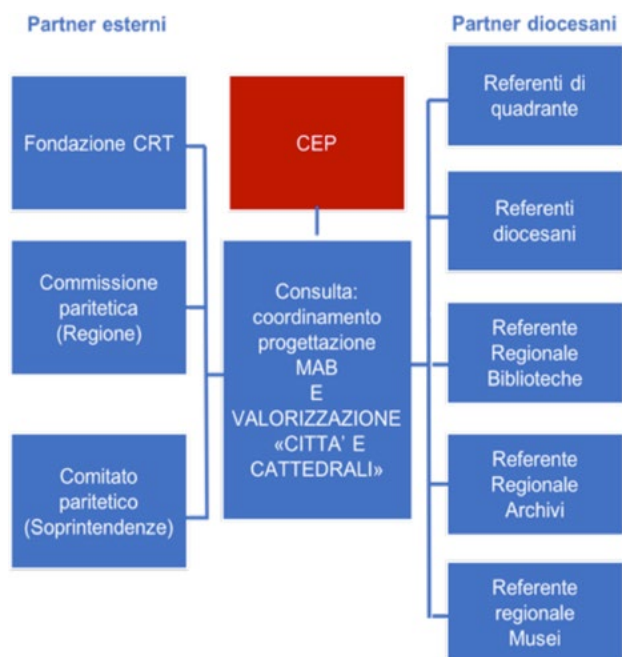 Partner esterni
Fondazione CRT
Commissione
paritetica
(Regione)
Comitato
paritetico
(Soprintendenze)
CEP
Consulta:
coordinamento
progettazione
MAB
E
VALORIZZAZIONE
«CITTA' E
CATTEDRALI»
Partner diocesani
Referenti di
quadrante
Referenti
diocesani
Referente
Regionale
Biblioteche
Referente
Regionale
Archivi
Referente
regionale
Musei